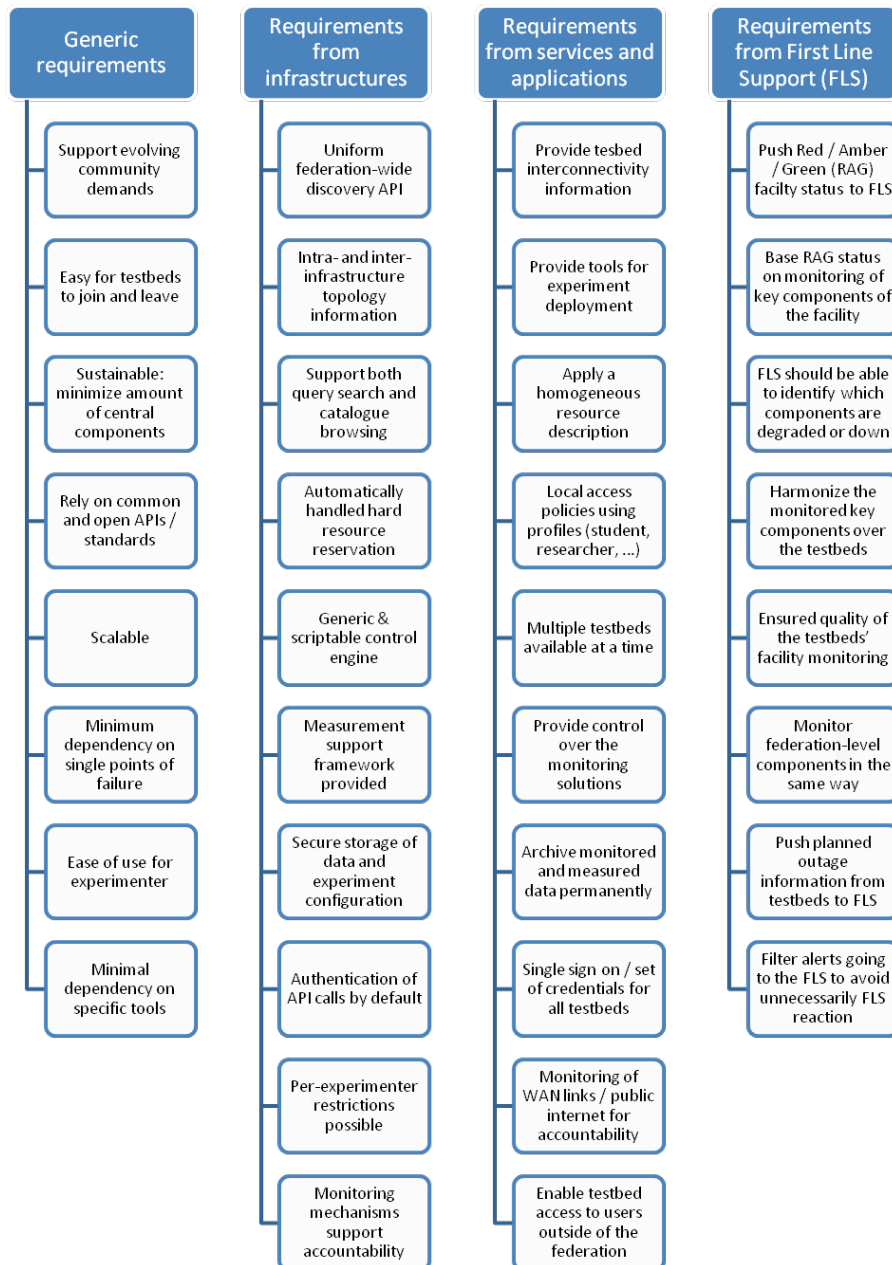 Generic
requirements
Support evolving
community
demands
Easy for testbeds
to join and leave
Sustainable:
minimize amount
of central
components
Rely on common
and open APIs /
standards
Scalable
Minimum
dependency on
single points of
failure
Ease of use for
experimenter
Minimal
dependency on
specific tools
Requirements
from
infrastructures
Uniform
federation-wide
discovery API
Intra- and inter-
infrastructure
topology
information
Support both
query search and
catalogue
browsing
Automatically
handled hard
resource
reservation
Generic &
scriptable control
engine
Measurement
support
framework
provided
Secure storage of
data and
experiment
configuration
Authentication of
API calls by default
Per-experimenter
restrictions
possible
Monitoring
mechanisms
support
accountability
Requirements
from services and
applications
Provide tesbed
interconnectivity
information
Provide tools for
experiment
deployment
Apply a
homogeneous
resource
description
Local access
policies using
profiles (student,
researcher, ...)
Multiple testbeds
available at a time
Provide control
over the
monitoring
solutions
Archive monitored
and measured
data permanently
Single sign on / set
of credentials for
all testbeds
Monitoring of
WAN links / public
internet for
accountability
Enable testbed
access to users
outside of the
federation
Requirements
from First Line
Support (FLS)
Push Red / Amber
/ Green (RAG)
facilty status to FLS
Base RAG status
on monitoring of
key components of
the facility
FLS should be able
to identify which
components are
degraded or down
Harmonize the
monitored key
components over
the testbeds
Ensured quality of
the testbeds’
facility monitoring
Monitor
federation-level
components in the
same way
Push planned
outage
information from
testbeds to FLS
Filter alerts going
to the FLS to avoid
unnecessarily FLS
reaction